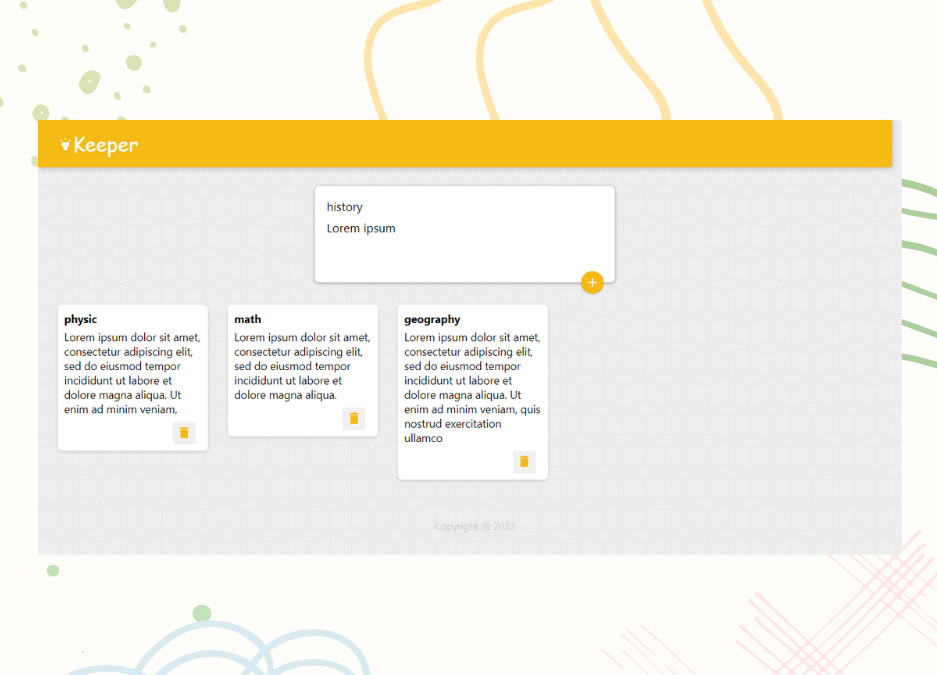 Keeper
history
Lorem ipsum
physic
Lorem ipsum dolor sit amet,
consectetur adipiscing elit,
sed do eiusmod tempor
incididunt ut labore et
dolore magna aliqua. Ut
enim ad minim veniam,
math
Lorem ipsum dolor sit amet,
consectetur adipiscing elit,
sed do eiusmod tempor
incididunt ut labore et
dolore magna aliqua.
geography
Lorem ipsum dolor sit amet,
consectetur adipiscing elit,
sed do eiusmod tempor
incididunt ut labore et
dolore magna aliqua. Ut
enim ad minim veniam, quis
nostrud exercitation
ullamco
Copyright ⓒ 2023